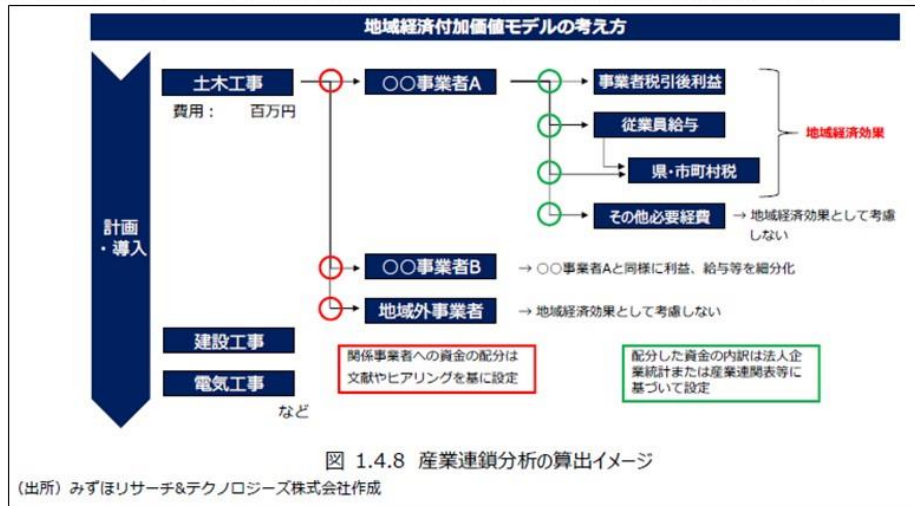 地域経済付加価値モデルの考え方
計画
・導入
土木工事
費用：　　百万円
〇〇事業者A
事業者税引後利益
従業員給与
県・市町村税
地域経済効果
その他必要経費
→ 地域経済効果として考慮
しない
〇〇事業者B
→ 〇〇事業者Aと同様に利益、給与等を細分化
地域外事業者
→ 地域経済効果として考慮しない
建設工事
電気工事
など
関係事業者への資金の配分は
文献やヒアリングを基に設定
配分した資金の内訳は法人企
業統計または産業連関表等に
基づいて設定
図 1.4.8 産業連鎖分析の算出イメージ
（出所）みずほリサーチ&テクノロジーズ株式会社作成